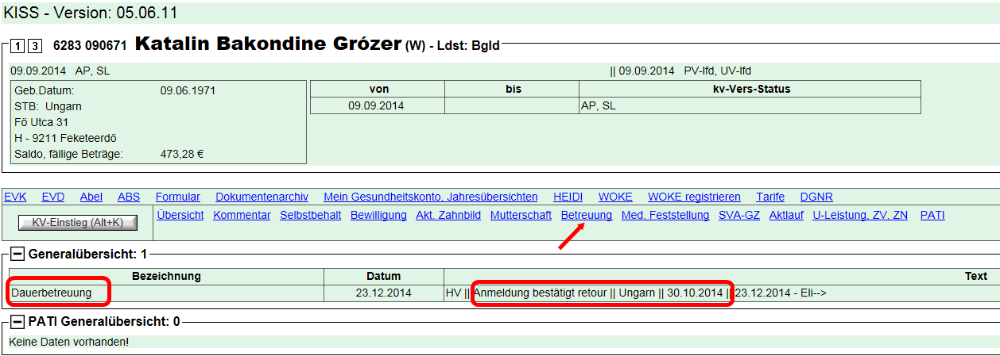 KISS - Version: 05.06.11
1 3 6283 090671 Katalin Bakondine Grózer (W) - Ldst: Bgld
09.09.2014 AP, SL || 09.09.2014 PV-lfd, UV-lfd
Geb.Datum: 09.06.1971
STB: Ungarn
Fö Utca 31
H - 9211 Feketeerdö
Saldo, fällige Beträge: 473,28 €
von bis kv-Vers-Status
09.09.2014 AP, SL
EVK EVD Abel ABS Formular Dokumentenarchiv Mein Gesundheitskonto, Jahresübersichten HEIDI WOKE WOKE registrieren Tarife DGNR
KV-Einstieg (Alt+K)
Übersicht Kommentar Selbstbehalt Bewilligung Akt. Zahnbild Mutterschaft Betreuung Med. Feststellung SVA-GZ Aktlauf U-Leistung, ZV, ZN PATI
Generalübersicht: 1
Bezeichnung Datum Text
Dauerbetreuung 23.12.2014 HV || Anmeldung bestätigt retour || Ungarn || 30.10.2014 || 23.12.2014 - Eli-->
PATI Generalübersicht: 0
Keine Daten vorhanden!